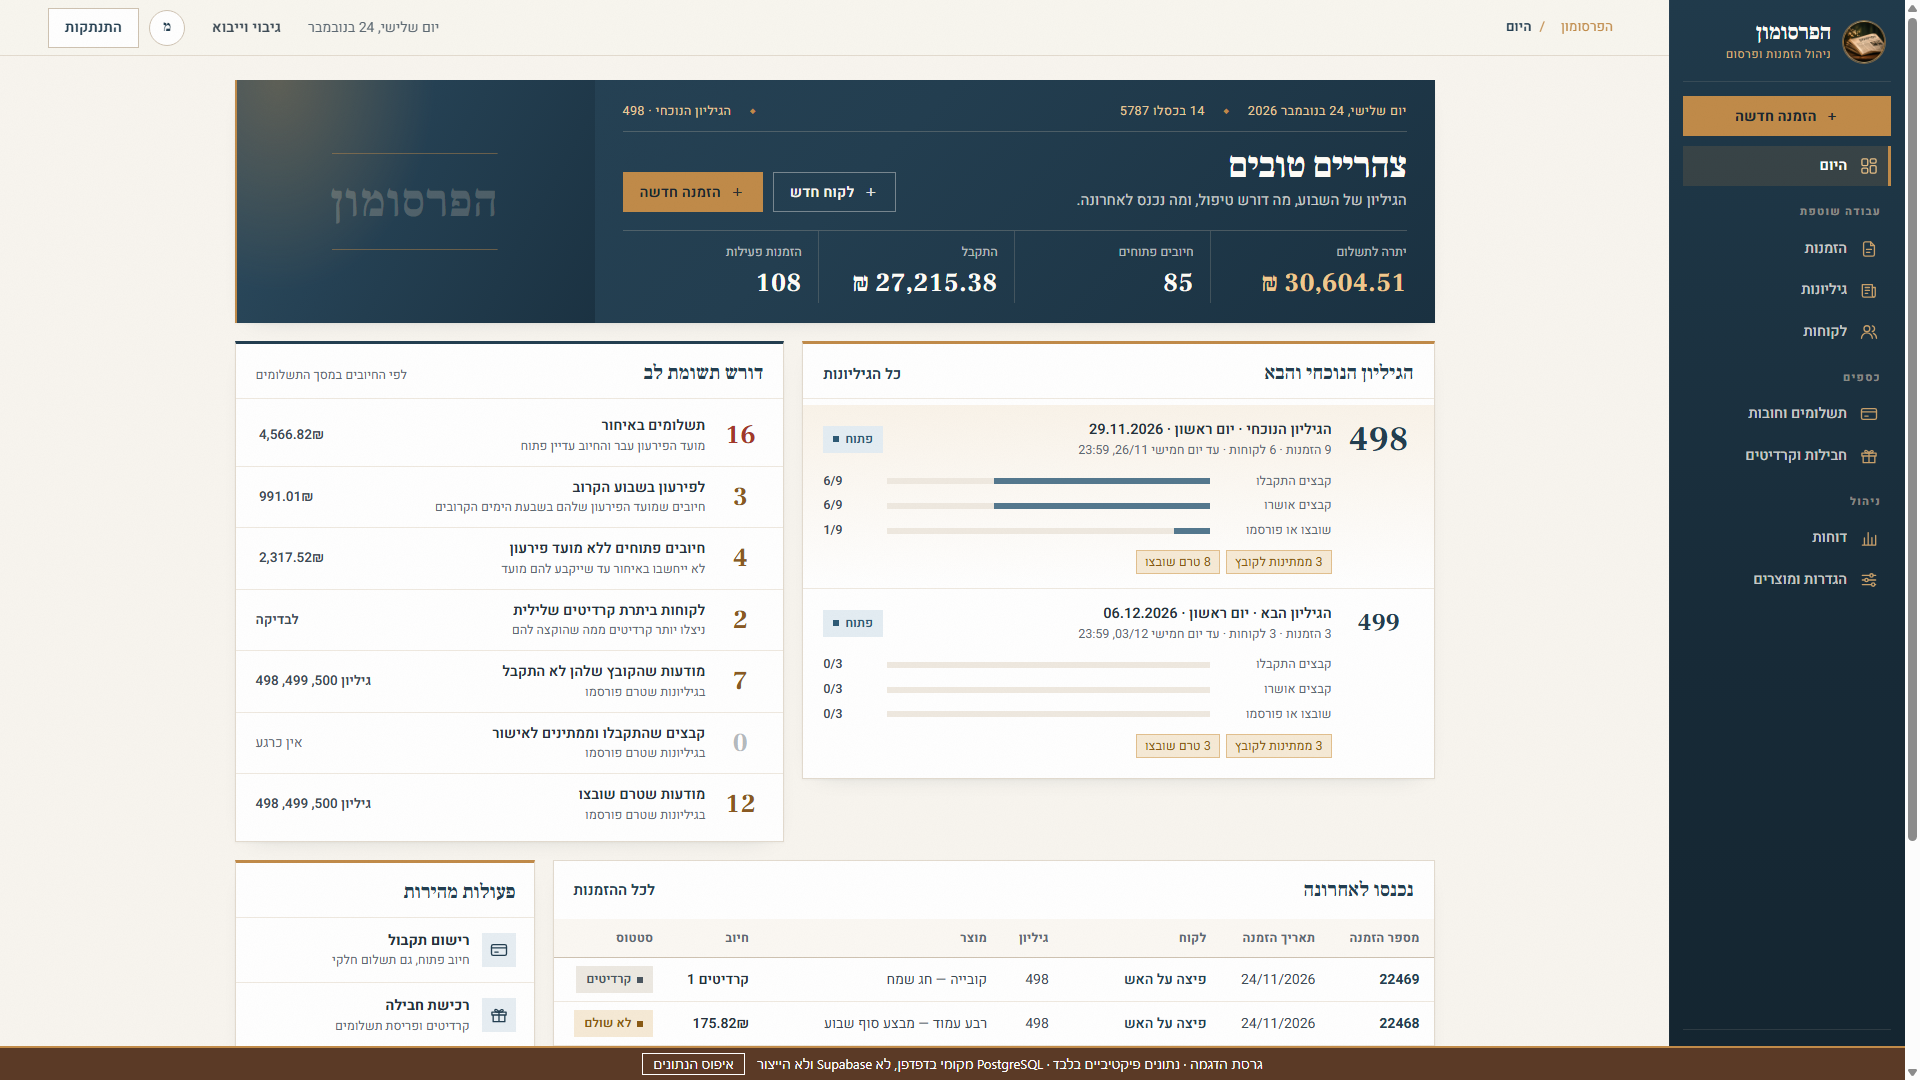 הפרסומון
ניהול הזמנות ופרסום
+ הזמנה חדשה
היום
עבודה שוטפת
הזמנות
גיליונות
לקוחות
כספים
תשלומים וחובות
חבילות וקרדיטים
ניהול
דוחות
הגדרות ומוצרים
הפרסומון / היום
יום שלישי, 24 בנובמבר
גיבוי וייבוא
מ
התנתקות
יום שלישי, 24 בנובמבר 2026 ◆ 14 בכסלו 5787 ◆ הגיליון הנוכחי · 498
צהריים טובים
הגיליון של השבוע, מה דורש טיפול, ומה נכנס לאחרונה.
+ לקוח חדש
+ הזמנה חדשה
יתרה לתשלום
30,604.51 ₪
חיובים פתוחים
85
התקבל
27,215.38 ₪
הזמנות פעילות
108
הפרסומון
הגיליון הנוכחי והבא
כל הגיליונות
498
הגיליון הנוכחי · יום ראשון · 29.11.2026
9 הזמנות · 6 לקוחות · עד יום חמישי 26/11, 23:59
פתוח
קבצים התקבלו 6/9
קבצים אושרו 6/9
שובצו או פורסמו 1/9
3 ממתינות לקובץ
8 טרם שובצו
499
הגיליון הבא · יום ראשון · 06.12.2026
3 הזמנות · 3 לקוחות · עד יום חמישי 03/12, 23:59
פתוח
קבצים התקבלו 0/3
קבצים אושרו 0/3
שובצו או פורסמו 0/3
3 ממתינות לקובץ
3 טרם שובצו
דורש תשומת לב
לפי החיובים במסך התשלומים
16
תשלומים באיחור
מועד הפירעון עבר והחיוב עדיין פתוח
4,566.82₪
3
לפירעון בשבוע הקרוב
חיובים שמועד הפירעון שלהם בשבעת הימים הקרובים
991.01₪
4
חיובים פתוחים ללא מועד פירעון
לא ייחשבו באיחור עד שייקבע להם מועד
2,317.52₪
2
לקוחות ביתרת קרדיטים שלילית
ניצלו יותר קרדיטים ממה שהוקצה להם
לבדיקה
7
מודעות שהקובץ שלהן לא התקבל
בגיליונות שטרם פורסמו
גיליון 500, 499, 498
0
קבצים שהתקבלו וממתינים לאישור
בגיליונות שטרם פורסמו
אין כרגע
12
מודעות שטרם שובצו
בגיליונות שטרם פורסמו
גיליון 500, 499, 498
נכנסו לאחרונה
לכל ההזמנות
מספר הזמנה תאריך הזמנה לקוח גיליון מוצר חיוב סטטוס
22469 24/11/2026 פיצה על האש 498 קובייה — חג שמח קרדיטים 1 קרדיטים
22468 24/11/2026 פיצה על האש 498 רבע עמוד — מבצע סוף שבוע 175.82₪ לא שולם
פעולות מהירות
רישום תקבול
חיוב פתוח, גם תשלום חלקי
רכישת חבילה
קרדיטים ופריסת תשלומים
גרסת הדגמה · נתונים פיקטיביים בלבד · PostgreSQL מקומי בדפדפן, לא Supabase ולא הייצור
איפוס הנתונים